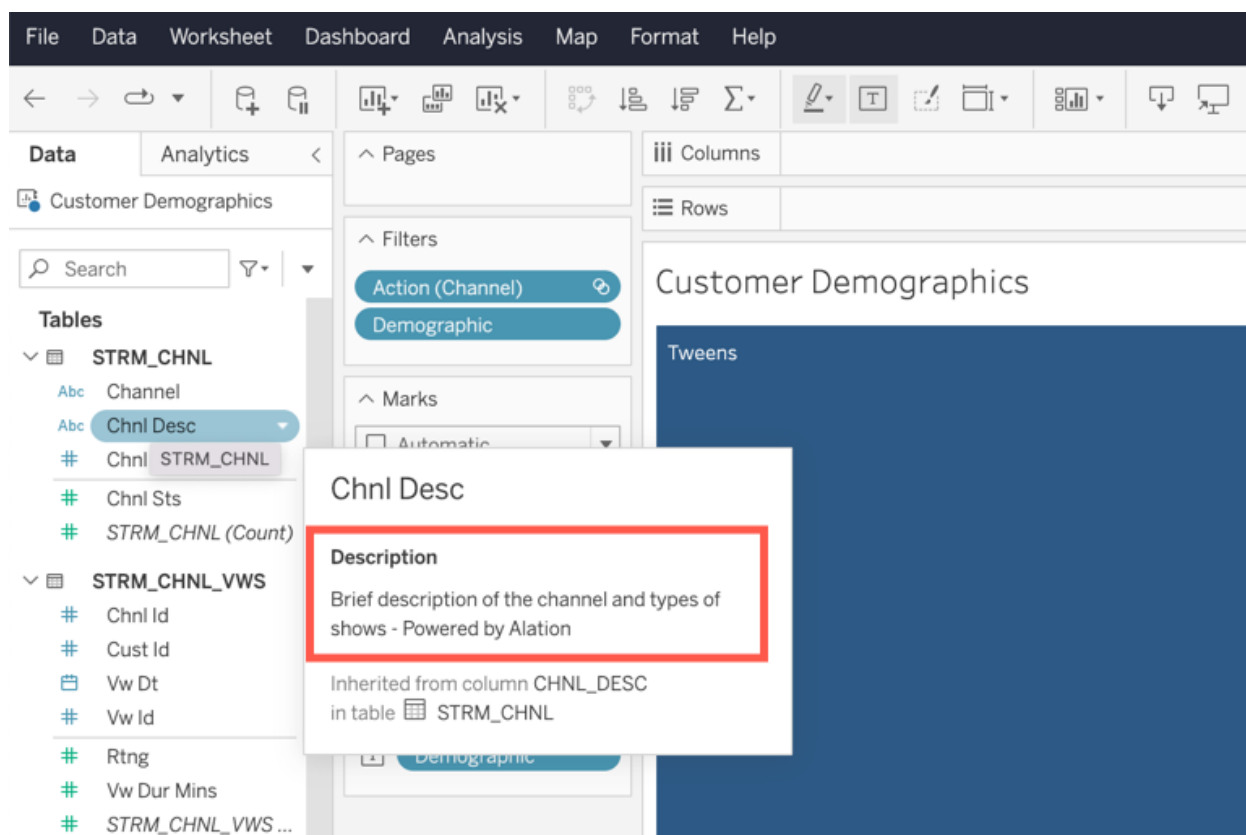 File Data Worksheet Dashboard Analysis Map Format Help
Data Analytics
Customer Demographics
Search
Tables
STRM_CHNL
Abc Channel
Abc Chnl Desc
# Chnl
STRM_CHNL
# Chnl Sts
# STRM_CHNL (Count)
STRM_CHNL_VWS
# Chnl Id
# Cust Id
Vw Dt
# Vw Id
# Rtng
# Vw Dur Mins
# STRM_CHNL_VWS ...
Pages
Filters
Action (Channel)
Demographic
Marks
Automatic
Chnl Desc
Description
Brief description of the channel and types of
shows - Powered by Alation
Inherited from column CHNL_DESC
in table STRM_CHNL
Demographic
Columns
Rows
Customer Demographics
Tweens